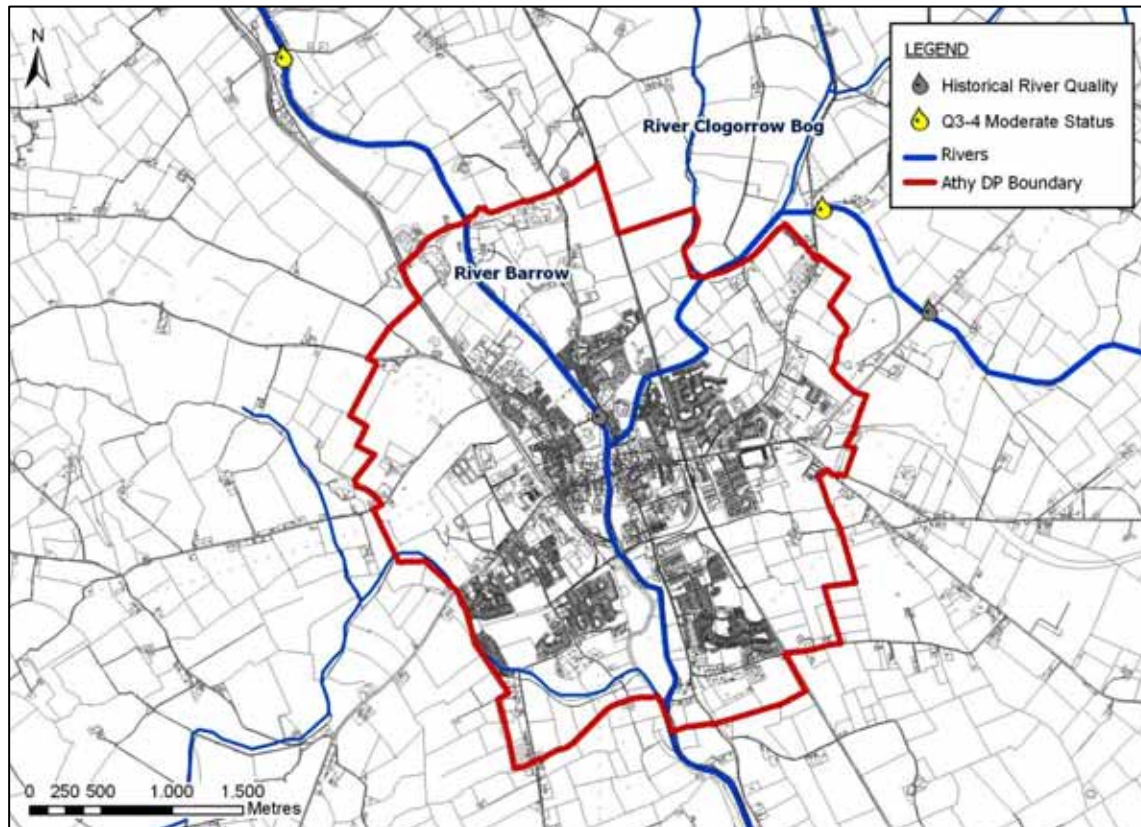 N
LEGEND
Historical River Quality
Q3-4 Moderate Status
Rivers
Athy DP Boundary
River Clogorrow Bog
River Barrow
0 250 500 1.000 1.500
Metres